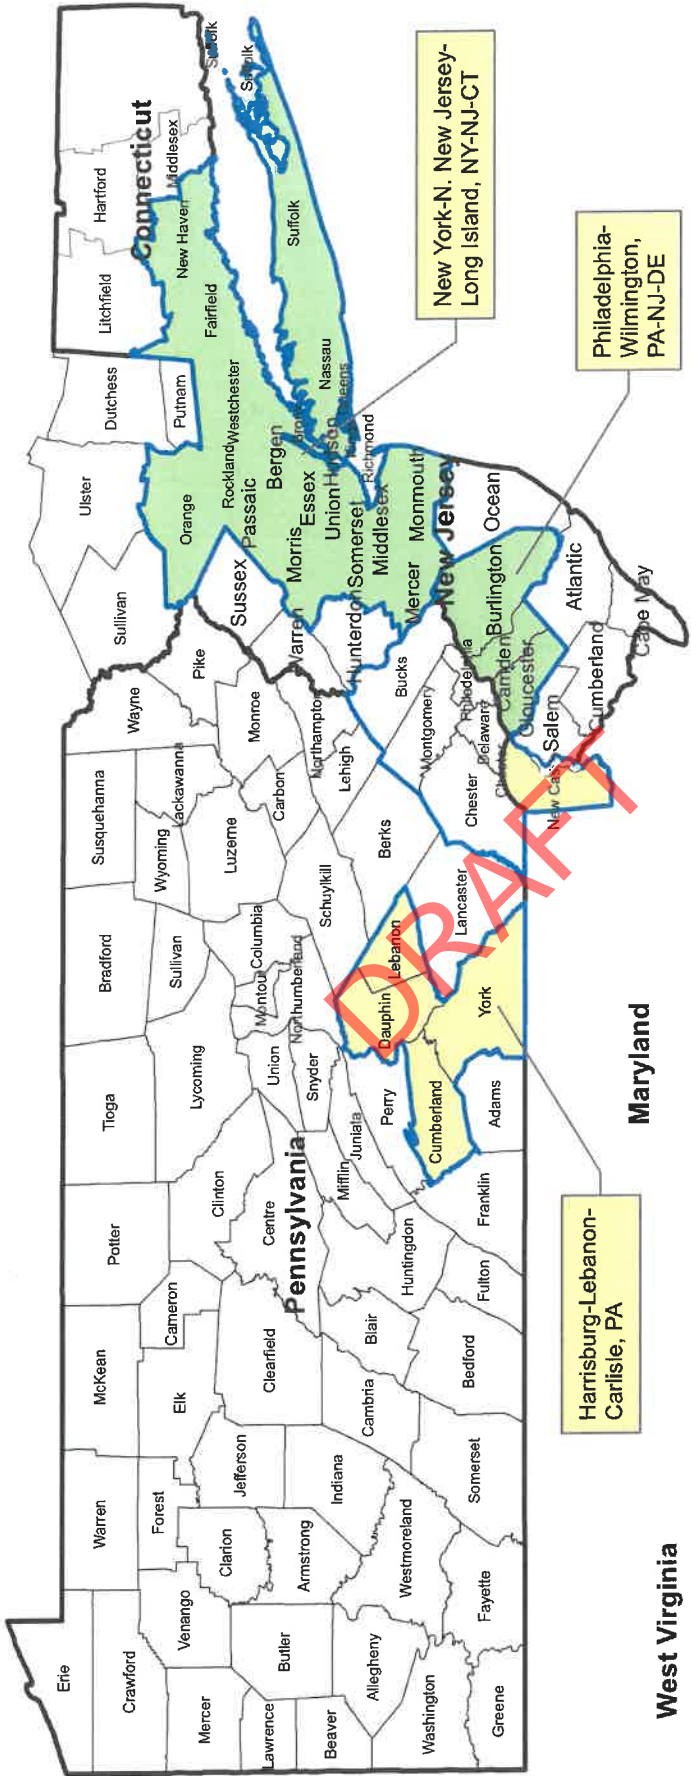 Connecticut
Hartford
Litchfield
Middlesex
New Haven
Fairfield
Suffolk
Suffolk
Suffolk
Nassau
Queens
Kings
Bronx
Richmond
Dutchess
Putnam
Ulster
Orange
Sullivan
Rockland
Westchester
Bergen
Passaic
Essex
Hudson
Union
Morris
Somerset
Middlesex
Monmouth
Sussex
Warren
Hunterdon
Mercer
New Jersey
Ocean
Burlington
Camden
Gloucester
Atlantic
Salem
Cumberland
Cape May
New York-N. New Jersey-
Long Island, NY-NJ-CT
Philadelphia-
Wilmington,
PA-NJ-DE
Pike
Wayne
Monroe
Northampton
Bucks
Montgomery
Philadelphia
Delaware
Chester
Chester
New Cas
Susquehanna
Lackawanna
Wyoming
Luzerne
Carbon
Lehigh
Berks
Schuylkill
Lancaster
Lebanon
Dauphin
York
Bradford
Sullivan
Columbia
Montour
Northumberland
Union
Snyder
Tioga
Lycoming
Perry
Juniata
Mifflin
Cumberland
Adams
Clinton
Centre
Pennsylvania
Huntingdon
Franklin
Fulton
Potter
Cameron
McKean
Elk
Clearfield
Blair
Bedford
Cambria
Somerset
Jefferson
Indiana
Warren
Forest
Clarion
Armstrong
Westmoreland
Fayette
Venango
Butler
Allegheny
Erie
Crawford
Mercer
Lawrence
Beaver
Washington
Greene
Harrisburg-Lebanon-
Carlisle, PA
Maryland
West Virginia
DRAFT